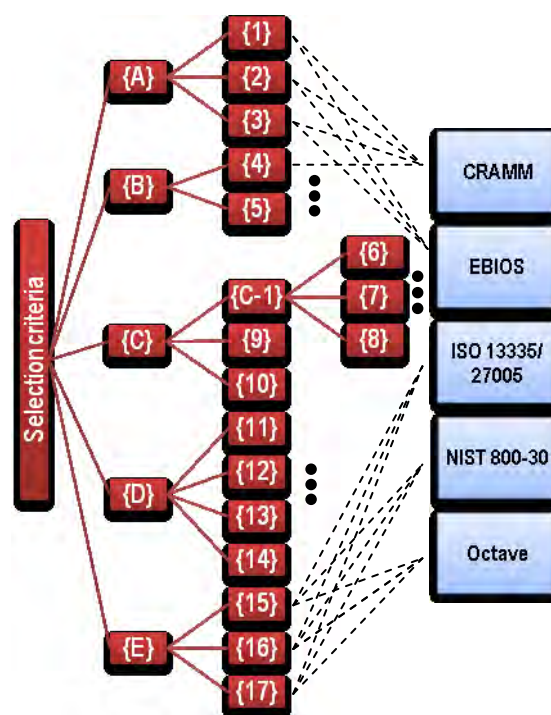 Selection criteria
{A}
{B}
{C}
{D}
{E}
{1}
{2}
{3}
{4}
{5}
{C-1}
{9}
{10}
{11}
{12}
{13}
{14}
{15}
{16}
{17}
{6}
{7}
{8}
CRAMM
EBIOS
ISO 13335/
27005
NIST 800-30
Octave